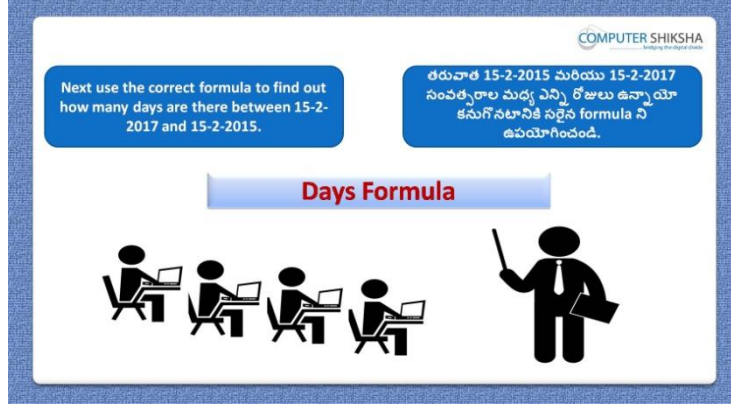 COMPUTER SHIKSHA
bridging the digital divide
Next use the correct formula to find out
how many days are there between 15-2-
2017 and 15-2-2015.
తరువాత 15-2-2015 మరియు 15-2-2017
సంవత్సరాల మధ్య ఎన్ని రోజులు ఉన్నాయో
కనుగొనటానికి సరైన formula ని
ఉపయోగించండి.
Days Formula